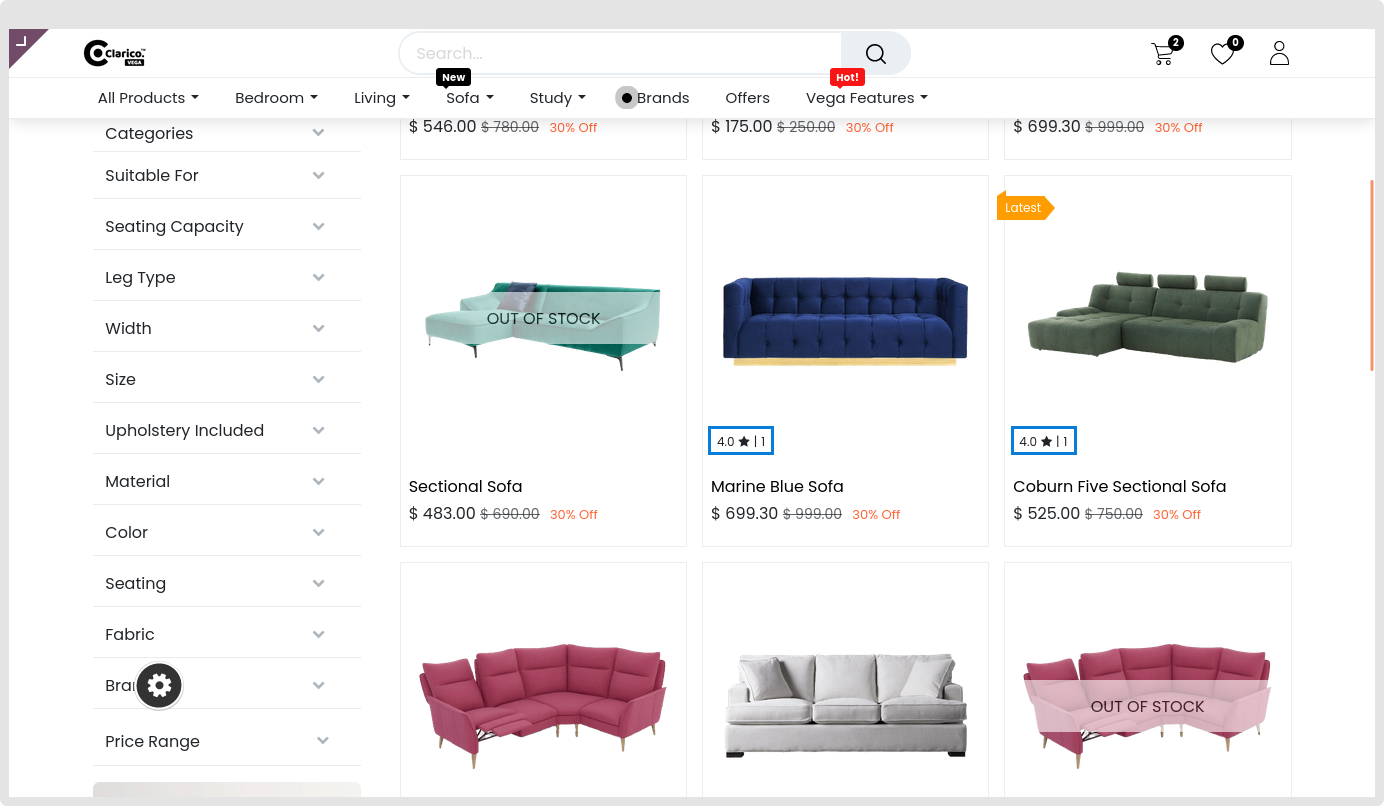 Clarico.
VEGA
Search...
2
0
New
Hot!
All Products
Bedroom
Living
Sofa
Study
Brands
Offers
Vega Features
Categories
Suitable For
Seating Capacity
Leg Type
Width
Size
Upholstery Included
Material
Color
Seating
Fabric
Bra
Price Range
$ 546.00 $ 780.00 30% Off
$ 175.00 $ 250.00 30% Off
$ 699.30 $ 999.00 30% Off
OUT OF STOCK
Sectional Sofa
$ 483.00 $ 690.00 30% Off
4.0 ★ | 1
Marine Blue Sofa
$ 699.30 $ 999.00 30% Off
Latest
4.0 ★ | 1
Coburn Five Sectional Sofa
$ 525.00 $ 750.00 30% Off
OUT OF STOCK